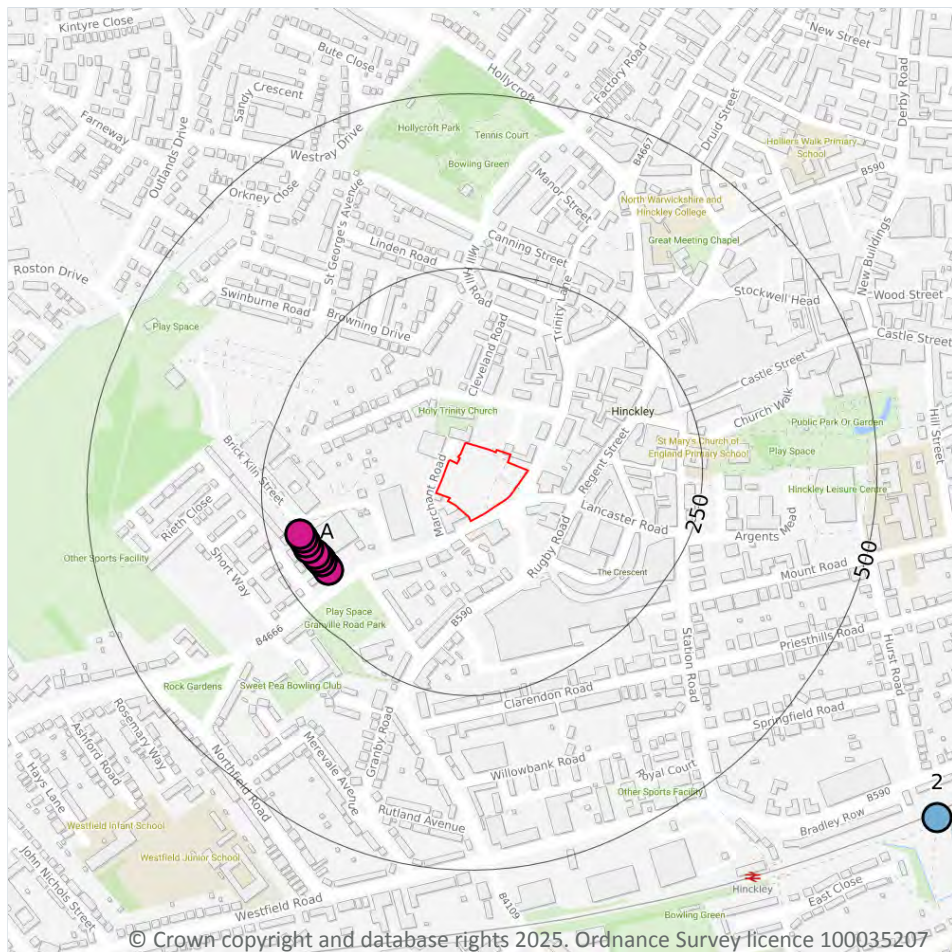 Kintyre Close
Bute Close
New Street
Derby Road
Hollycroft
Factory Road
Sandy
Crescent
Farneway
Outlands Drive
Westray Drive
Hollycroft Park
Tennis Court
Bowling Green
B4667
Druid Street
Holliers Walk Primary
School
B590
Orkney Close
St George's Avenue
Manor Street
North Warwickshire and
Hinckley College
Great Meeting Chapel
New Buildings
Linden Road
Canning Street
Mill Hill Road
Roston Drive
Swinburne Road
Browning Drive
Trinity Lane
Stockwell Head
Wood Street
Play Space
Cleveland Road
Castle Street
Castle Street
Holy Trinity Church
Hinckley
Church Walk
Public Park Or Garden
Hill Street
St Mary's Church of
England Primary School
Play Space
Brick Kiln Street
Marchant Road
Regent Street
Hinckley Leisure Centre
250
Rieth Close
Lancaster Road
Argents Mead
A
500
Other Sports Facility
Short Way
Rugby Road
The Crescent
Mount Road
Play Space
Granville Road Park
B590
B4666
Station Road
Priesthills Road
Hurst Road
Rock Gardens
Sweet Pea Bowling Club
Clarendon Road
Rosemary Way
Ashford Road
Granby Road
Springfield Road
Hays Lane
Northfield Road
Merevale Avenue
Willowbank Road
Royal Court
Other Sports Facility
2
Rutland Avenue
Bradley Row
B590
Westfield Infant School
Westfield Junior School
John Nichols Street
Hinckley
East Close
Westfield Road
B4109
Bowling Green
© Crown copyright and database rights 2025. Ordnance Survey licence 100035207